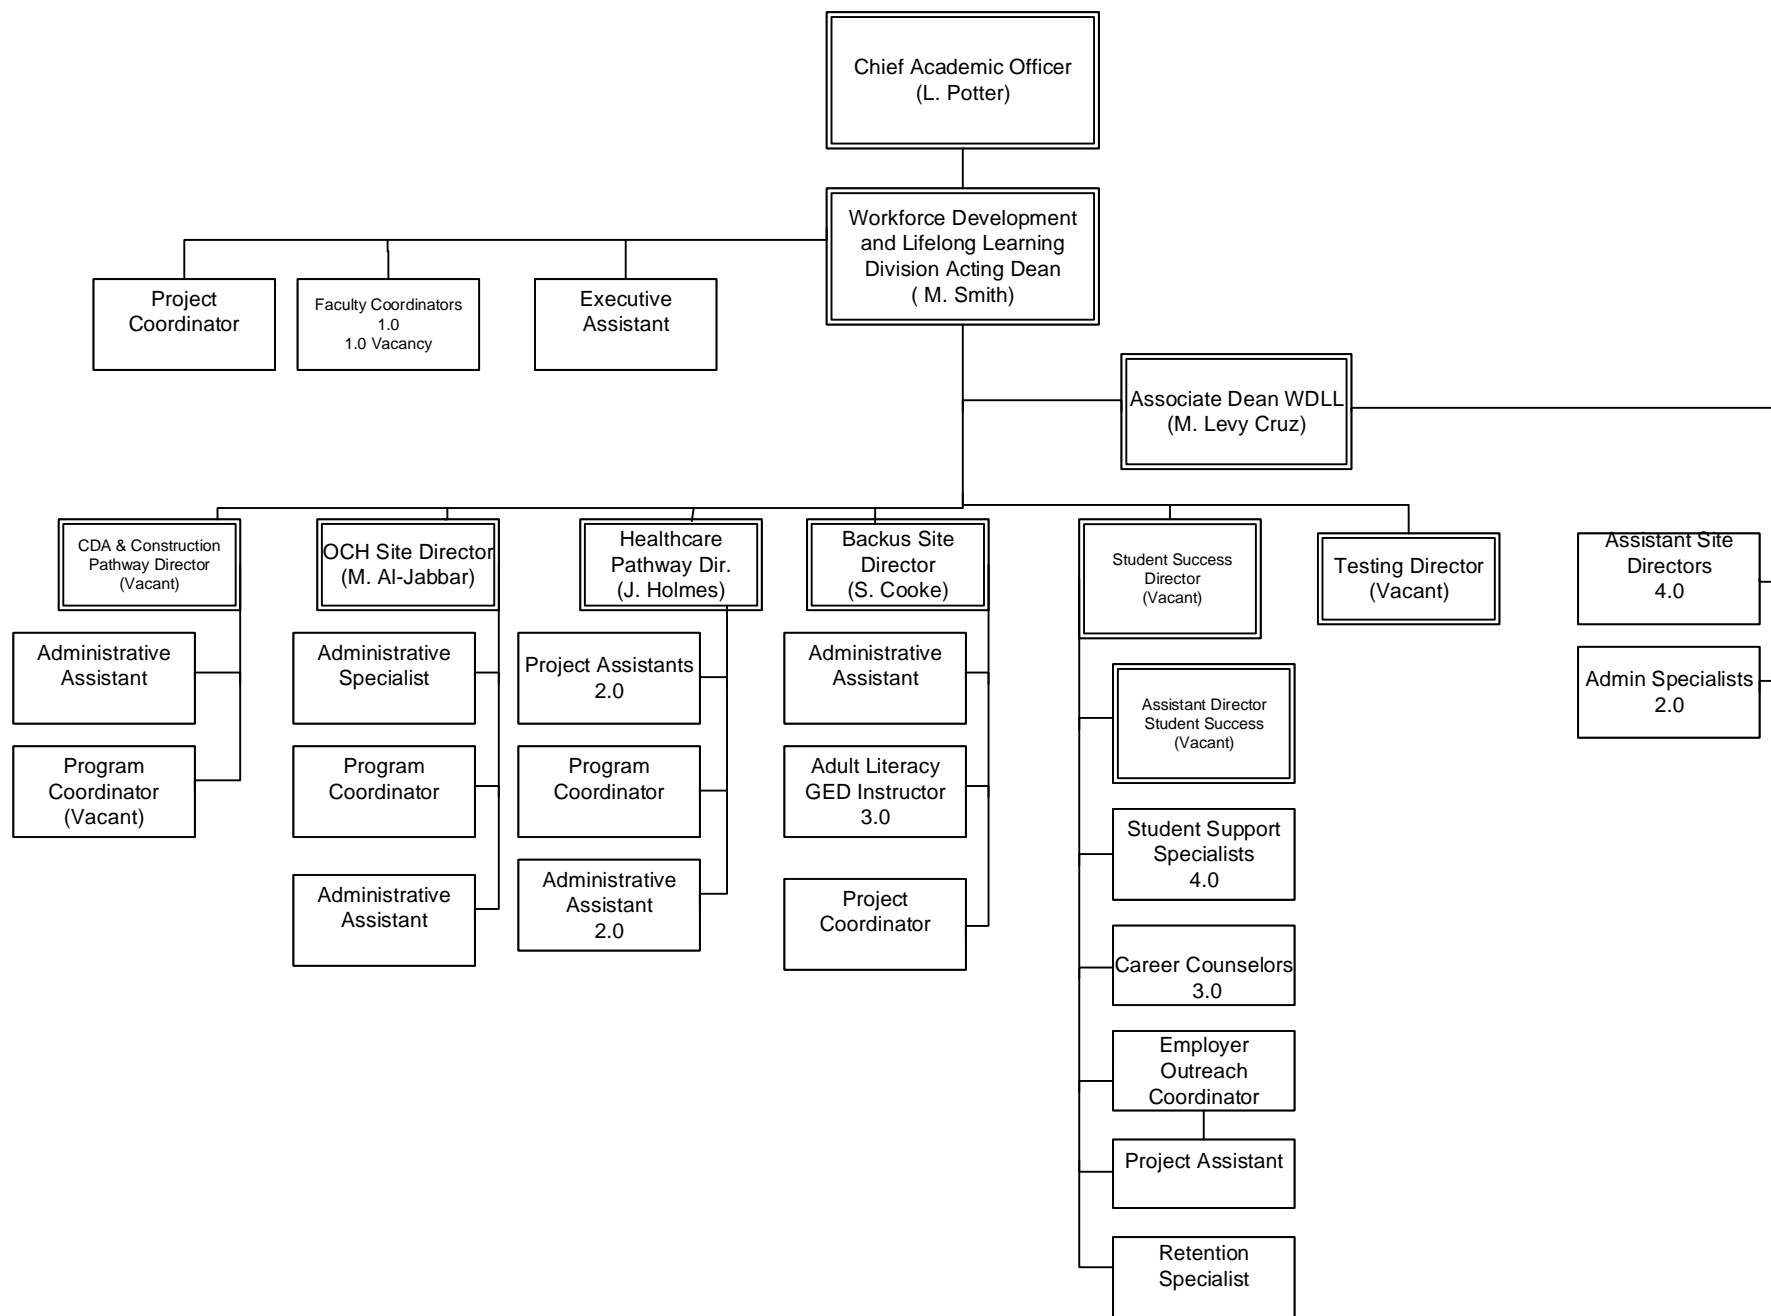 Chief Academic Officer
(L. Potter)
Workforce Development
and Lifelong Learning
Division Acting Dean
( M. Smith)
Project
Coordinator
Faculty Coordinators
1.0
1.0 Vacancy
Executive
Assistant
Associate Dean WDLL
(M. Levy Cruz)
CDA & Construction
Pathway Director
(Vacant)
OCH Site Director
(M. Al-Jabbar)
Healthcare
Pathway Dir.
(J. Holmes)
Backus Site
Director
(S. Cooke)
Student Success
Director
(Vacant)
Testing Director
(Vacant)
Assistant Site
Directors
4.0
Administrative
Assistant
Administrative
Specialist
Project Assistants
2.0
Administrative
Assistant
Assistant Director
Student Success
(Vacant)
Admin Specialists
2.0
Program
Coordinator
(Vacant)
Program
Coordinator
Program
Coordinator
Adult Literacy
GED Instructor
3.0
Student Support
Specialists
4.0
Administrative
Assistant
Administrative
Assistant
2.0
Project
Coordinator
Career Counselors
3.0
Employer
Outreach
Coordinator
Project Assistant
Retention
Specialist